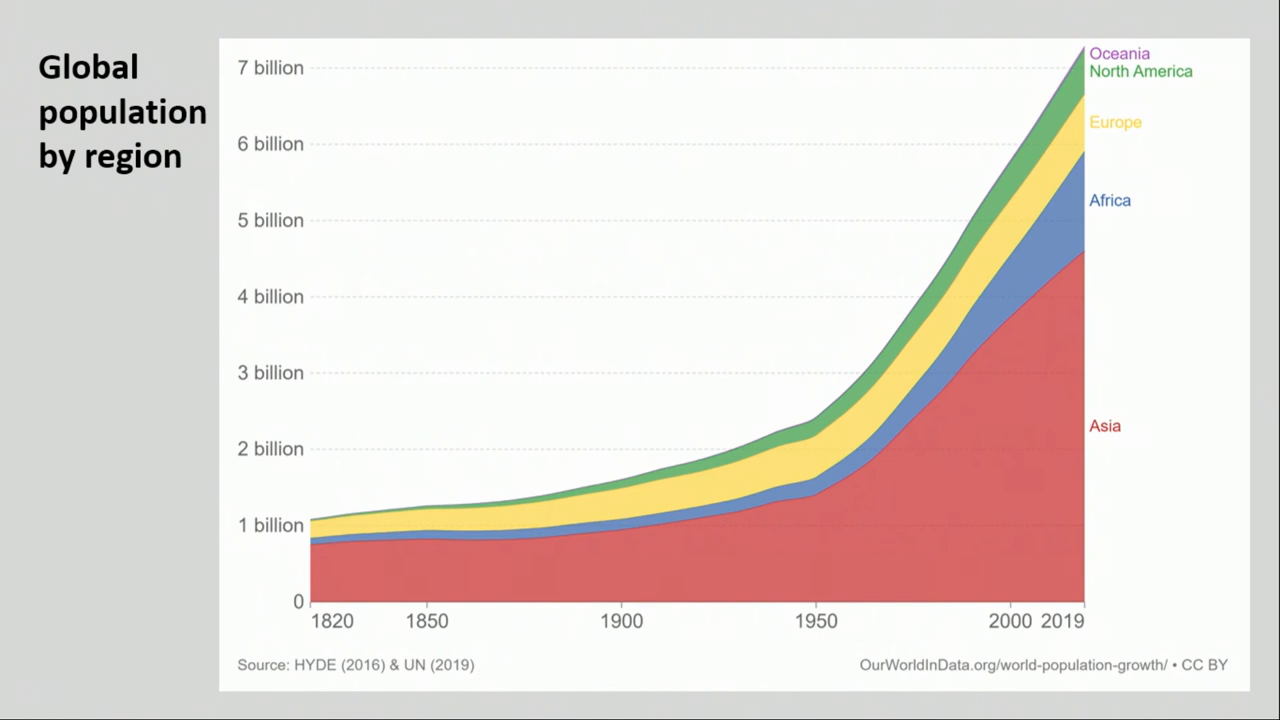 Global
population
by region
7 billion
6 billion
5 billion
4 billion
3 billion
2 billion
1 billion
0
1820 1850 1900 1950 2000 2019
Oceania
North America
Europe
Africa
Asia
Source: HYDE (2016) & UN (2019)
OurWorldInData.org/world-population-growth/ • CC BY